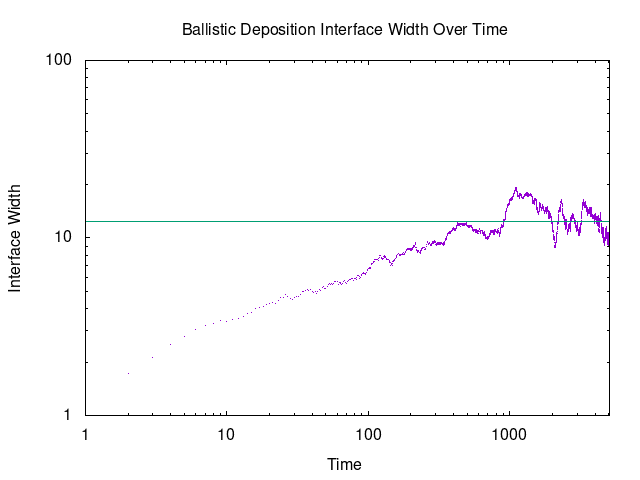 Ballistic Deposition Interface Width Over Time
100
10
1
Interface Width
1 10 100 1000
Time